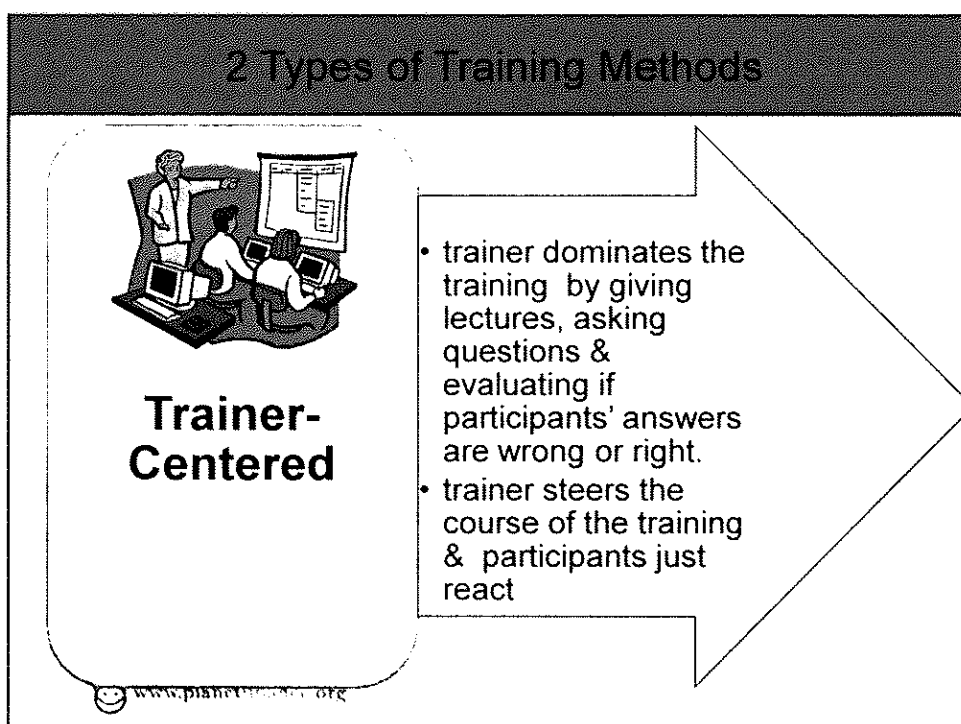 2 Types of Training Methods
Trainer-
Centered
• trainer dominates the
training by giving
lectures, asking
questions &
evaluating if
participants' answers
are wrong or right.
• trainer steers the
course of the training
& participants just
react